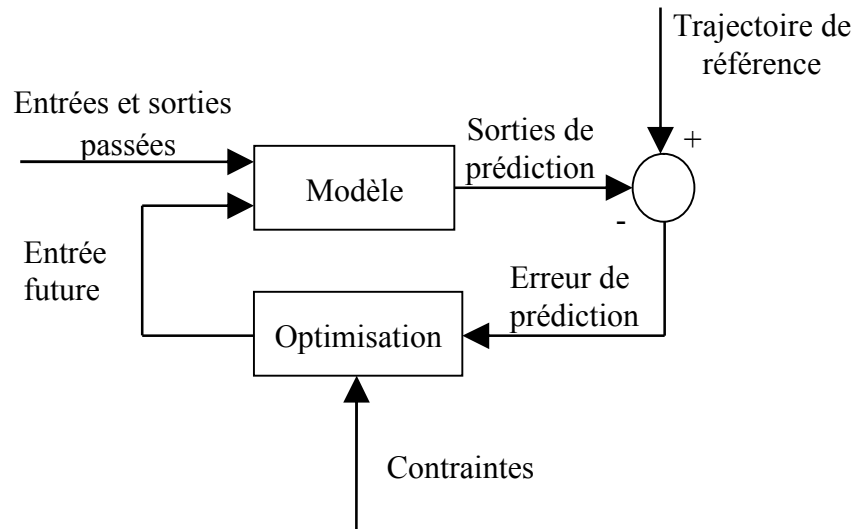 Trajectoire de
référence
Entrées et sorties
passées
Sorties de
prédiction
+
Modèle
-
Entrée
future
Erreur de
prédiction
Optimisation
Contraintes